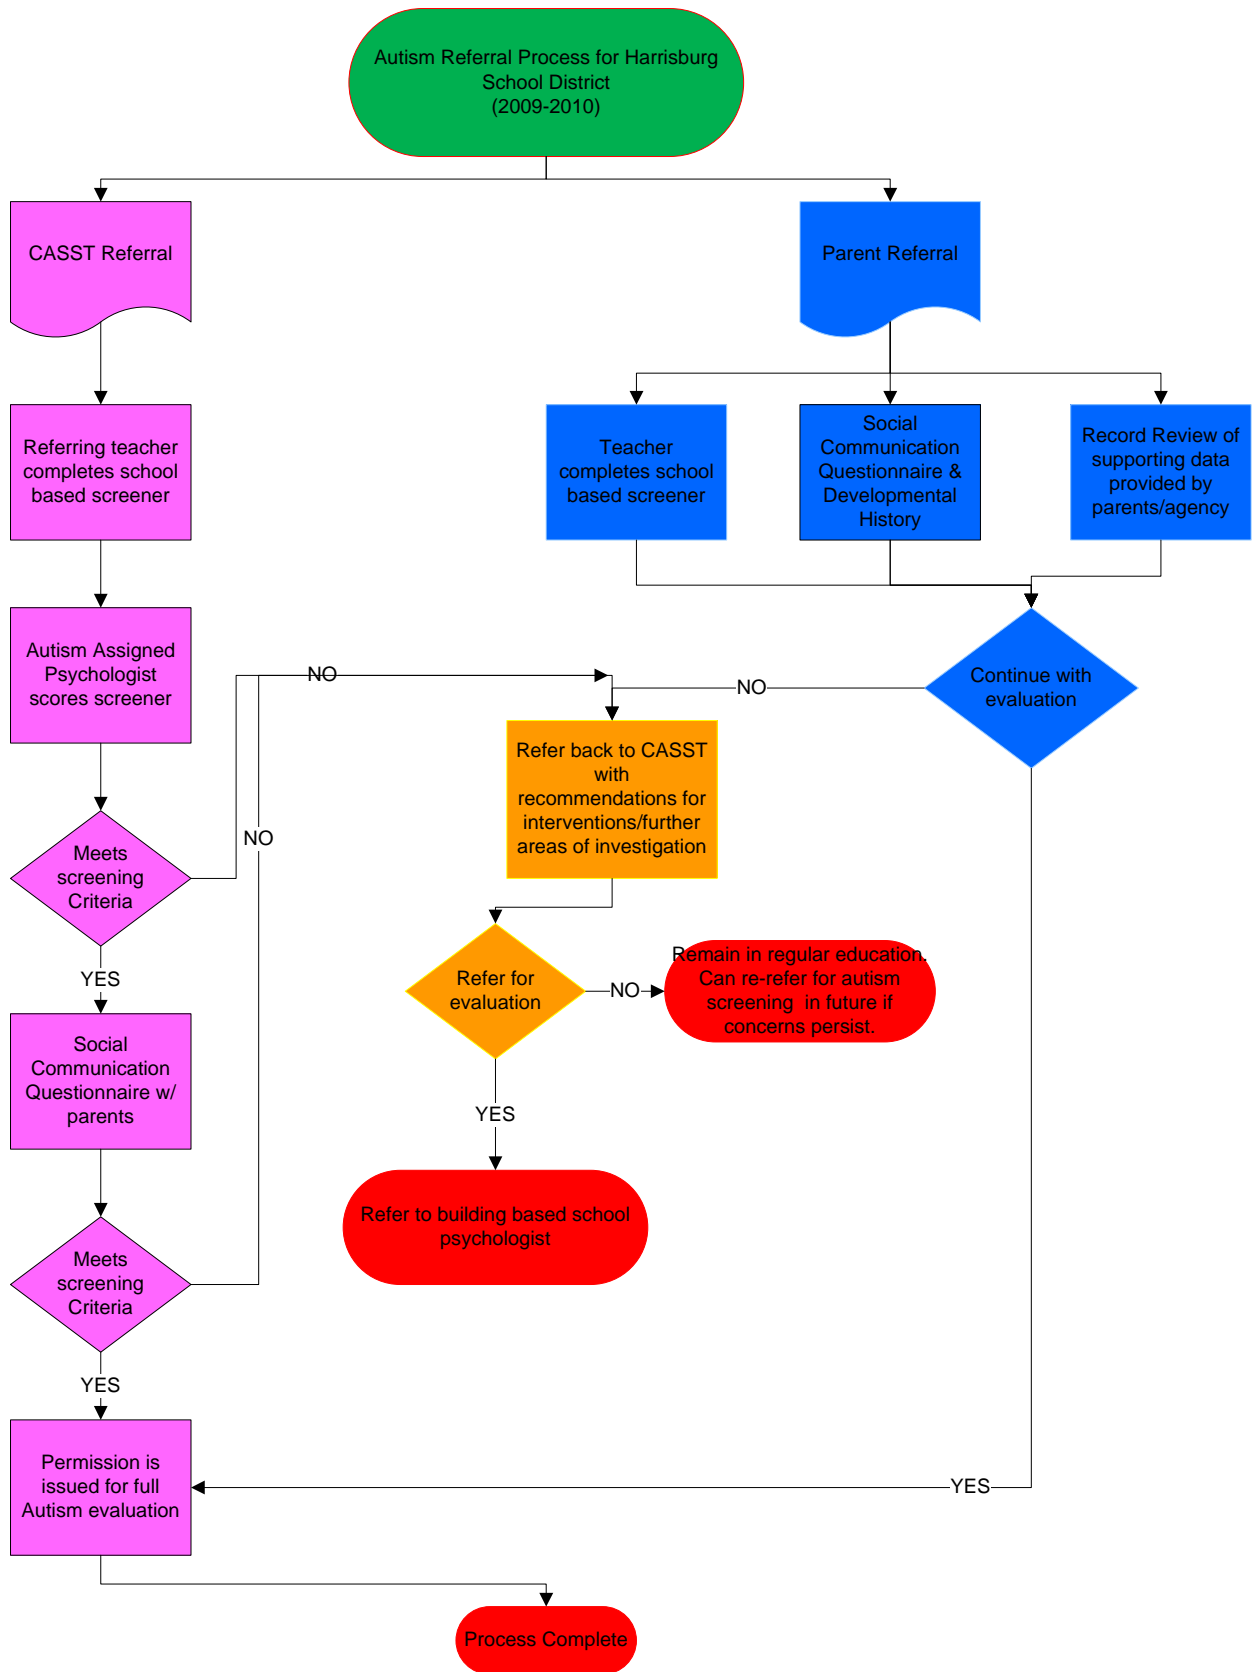 Autism Referral Process for Harrisburg
School District
(2009-2010)
CASST Referral
Parent Referral
Referring teacher
completes school
based screener
Teacher
completes school
based screener
Social
Communication
Questionnaire &
Developmental
History
Record Review of
supporting data
provided by
parents/agency
Autism Assigned
Psychologist
scores screener
NO
NO
Continue with
evaluation
Refer back to CASST
with
recommendations for
interventions/further
areas of investigation
NO
Meets
screening
Criteria
YES
Refer for
evaluation
NO
Remain in regular education.
Can re-refer for autism
screening  in future if
concerns persist.
Social
Communication
Questionnaire w/
parents
YES
Refer to building based school
psychologist
Meets
screening
Criteria
YES
Permission is
issued for full
Autism evaluation
YES
Process Complete